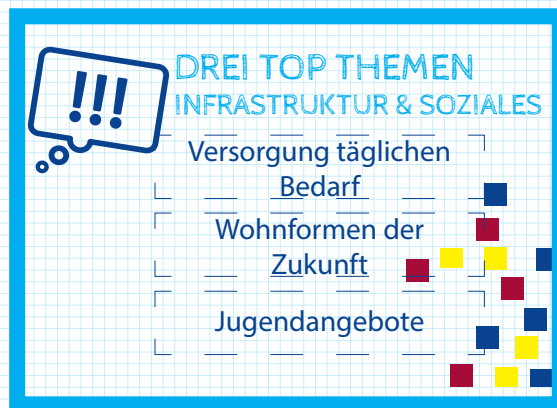 !!!
DREI TOP THEMEN
INFRASTRUKTUR & SOZIALES
Versorgung täglichen
Bedarf
Wohnformen der
Zukunft
Jugendangebote